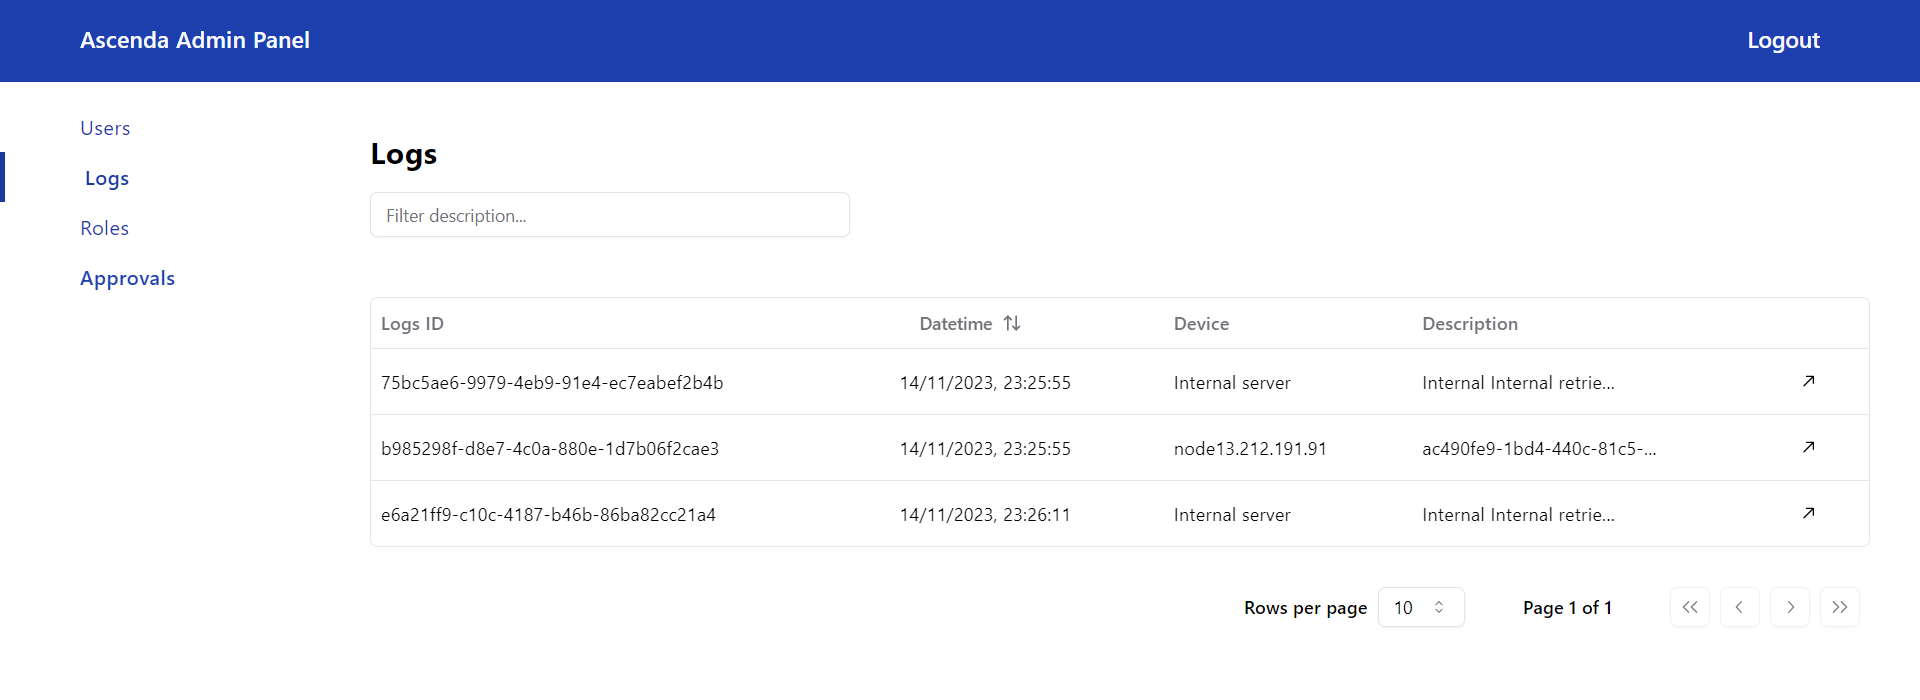 Ascenda Admin Panel
Logout
Users
Logs
Roles
Approvals
Logs
Filter description...
Logs ID Datetime Device Description
75bc5ae6-9979-4eb9-91e4-ec7eabef2b4b 14/11/2023, 23:25:55 Internal server Internal Internal retrie...
b985298f-d8e7-4c0a-880e-1d7b06f2cae3 14/11/2023, 23:25:55 node13.212.191.91 ac490fe9-1bd4-440c-81c5-...
e6a21ff9-c10c-4187-b46b-86ba82cc21a4 14/11/2023, 23:26:11 Internal server Internal Internal retrie...
Rows per page 10 Page 1 of 1